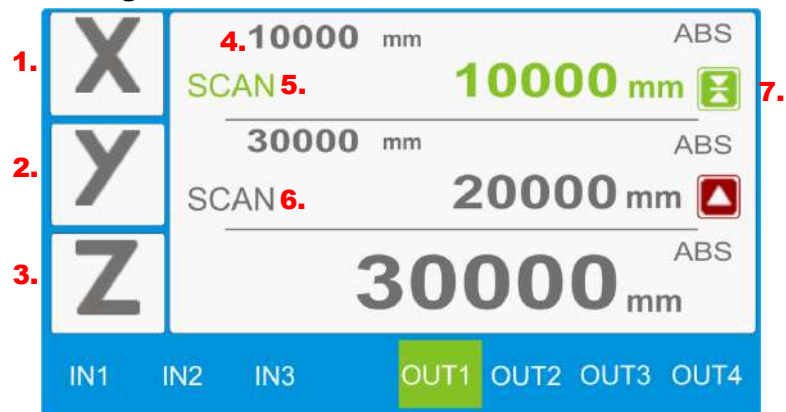 1. X 4. 10000 mm ABS
SCAN 5. 10000 mm 7.
2. Y 30000 mm ABS
SCAN 6. 20000 mm
3. Z 30000 mm ABS
IN1 IN2 IN3 OUT1 OUT2 OUT3 OUT4